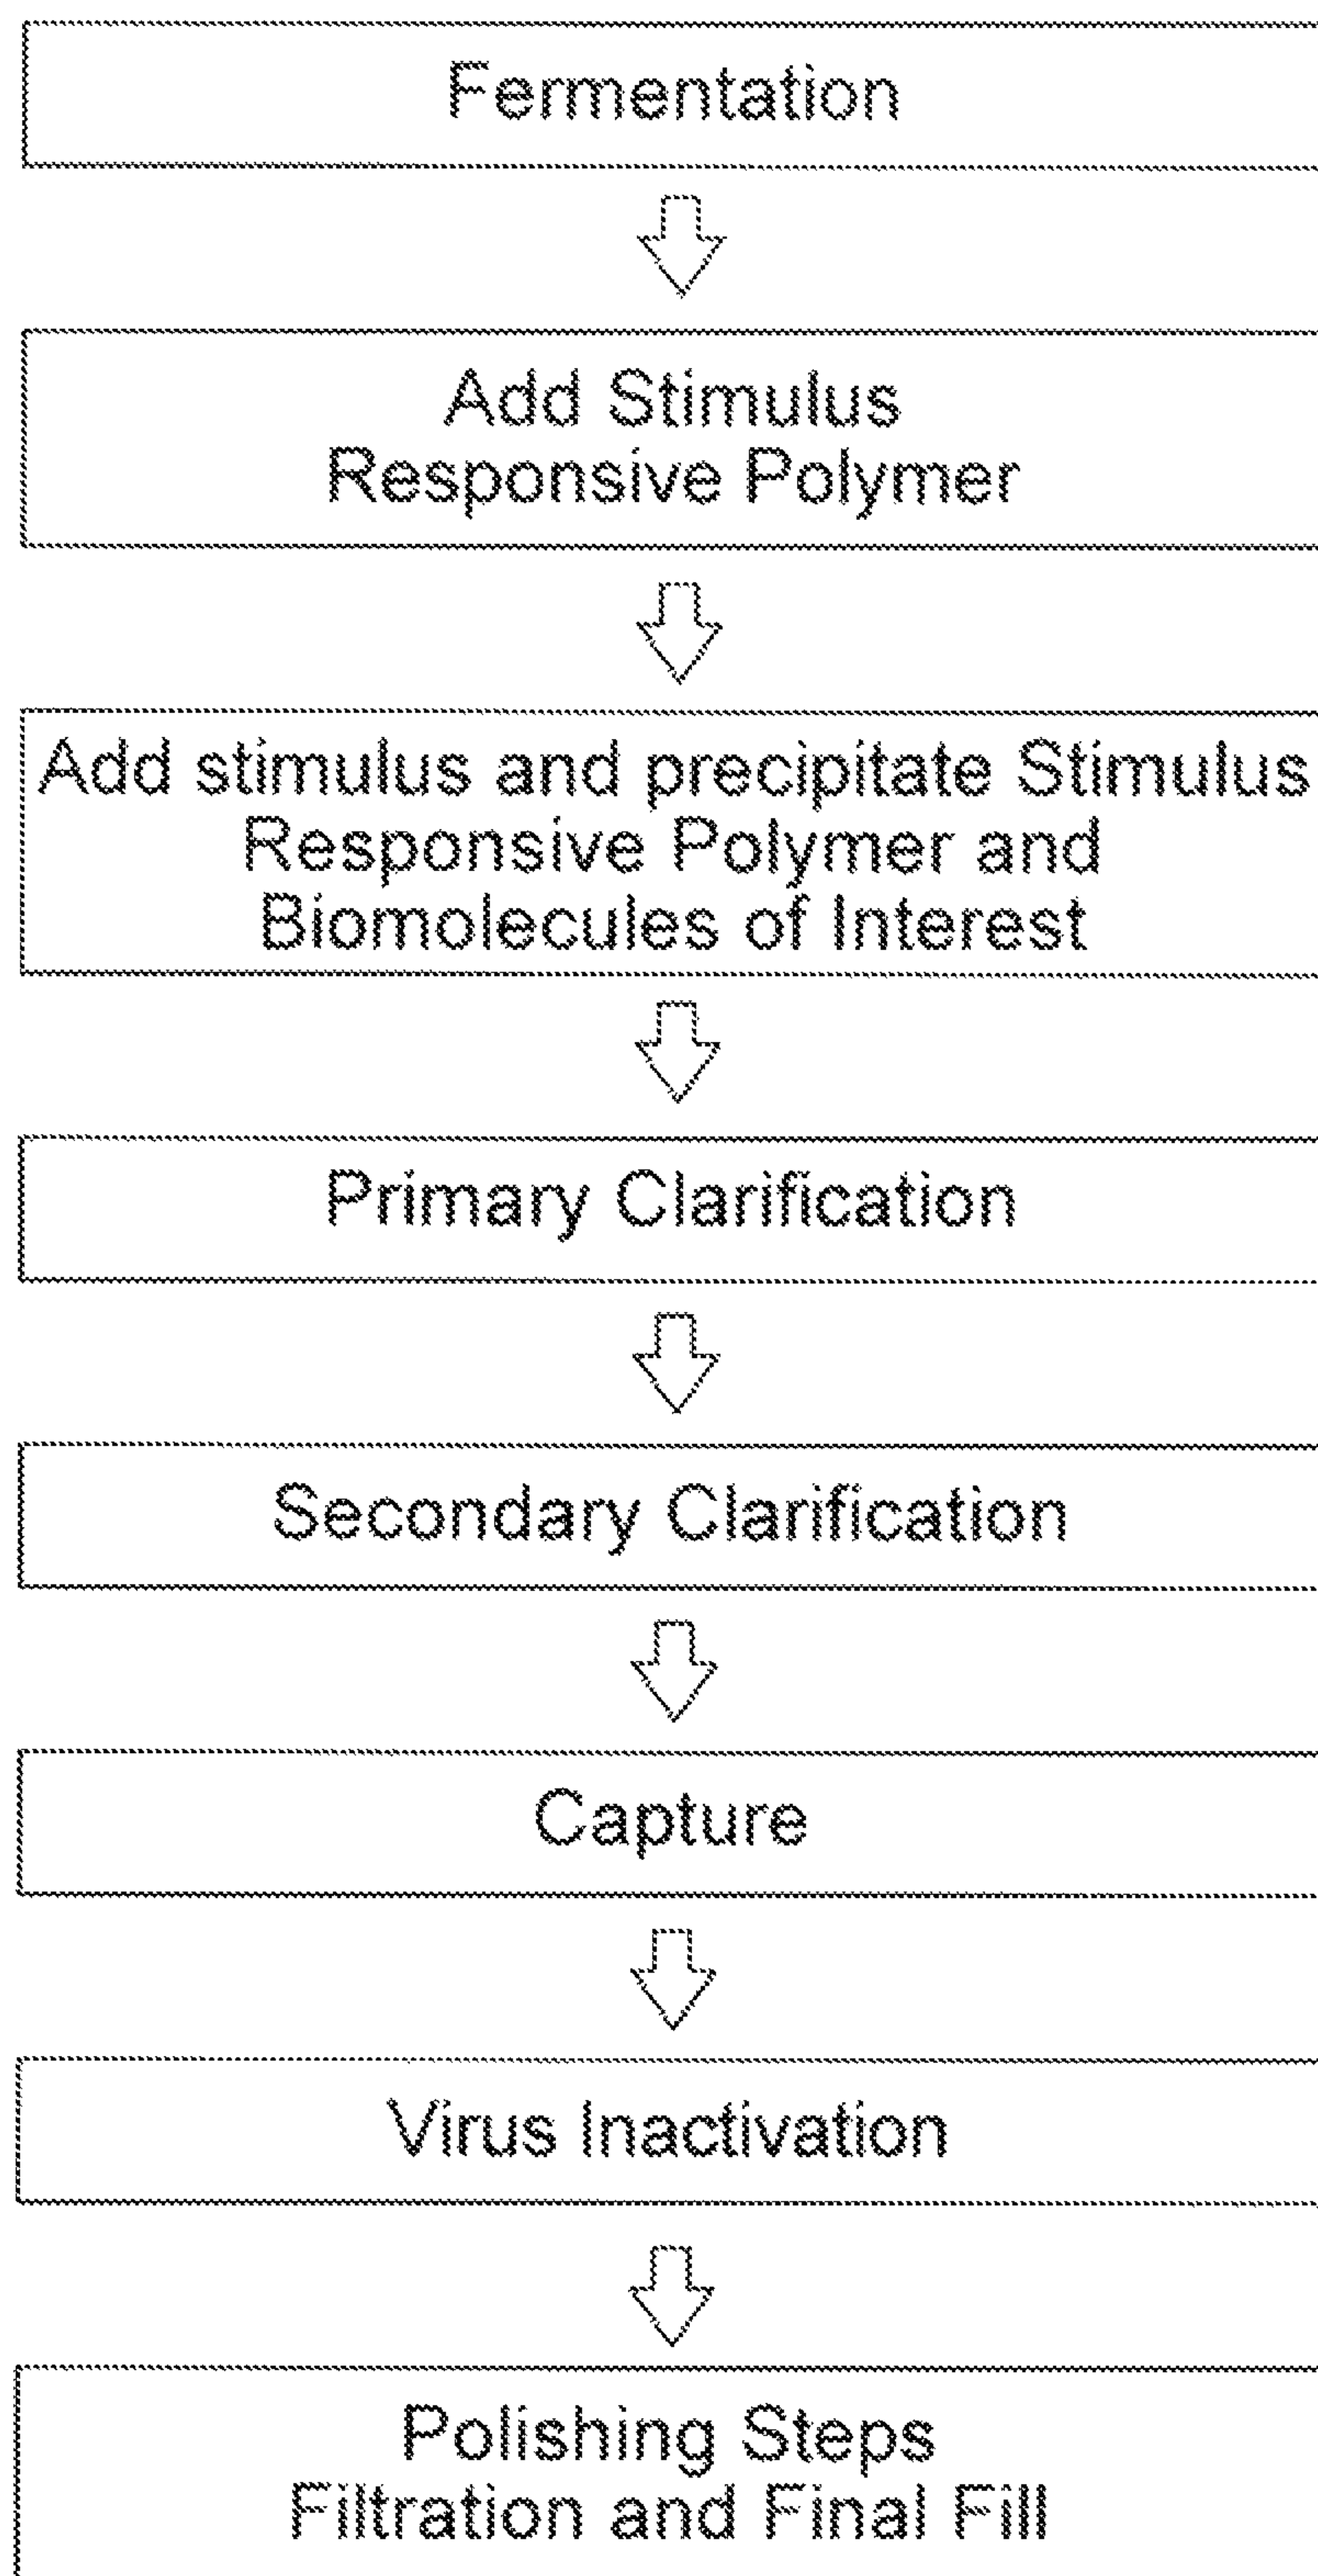 Fermentation
Add Stimulus
Responsive Polymer
Add stimulus and precipitate Stimulus
Responsive Polymer and
Biomolecules of Interest
Primary Clarification
Secondary Clarification
Capture
Virus Inactivation
Polishing Steps
Filtration and Final Fill